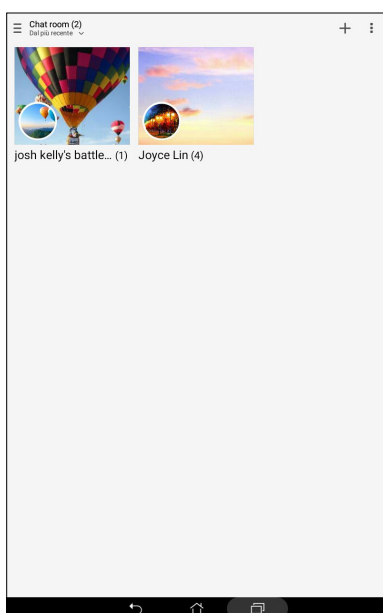 Chat room (2)
Dal più recente
josh kelly's battle... (1)
Joyce Lin (4)